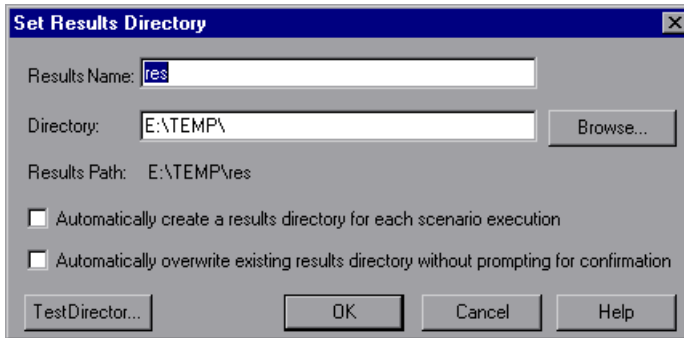 Set Results Directory
Results Name: res
Directory: E:\TEMP\ Browse...
Results Path: E:\TEMP\res
Automatically create a results directory for each scenario execution
Automatically overwrite existing results directory without prompting for confirmation
TestDirector... OK Cancel Help